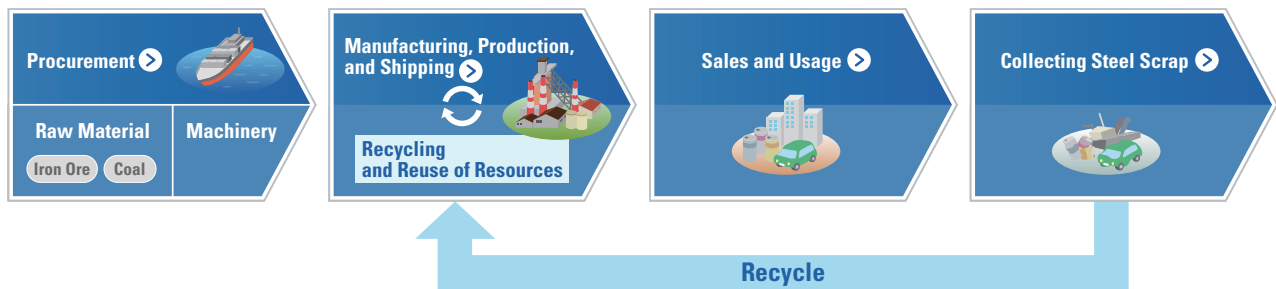 Procurement
Raw Material
Iron Ore
Coal
Machinery
Manufacturing, Production,
and Shipping
Recycling
and Reuse of Resources
Sales and Usage
Collecting Steel Scrap
Recycle